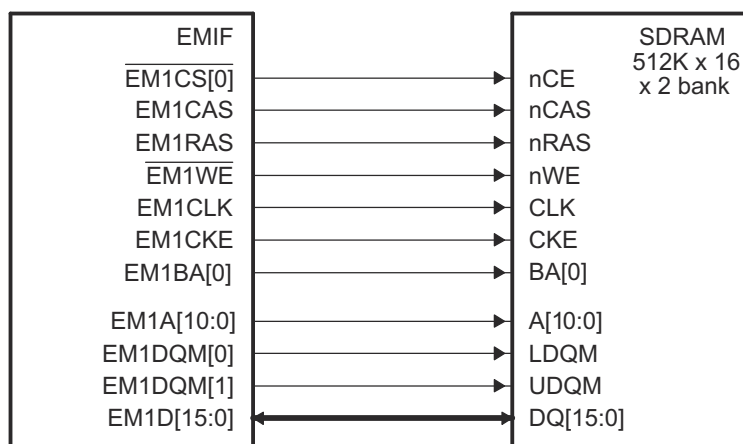 EMIF
EM1CS[0]
EM1CAS
EM1RAS
EM1WE
EM1CLK
EM1CKE
EM1BA[0]
EM1A[10:0]
EM1DQM[0]
EM1DQM[1]
EM1D[15:0]
SDRAM
512K x 16
x 2 bank
nCE
nCAS
nRAS
nWE
CLK
CKE
BA[0]
A[10:0]
LDQM
UDQM
DQ[15:0]